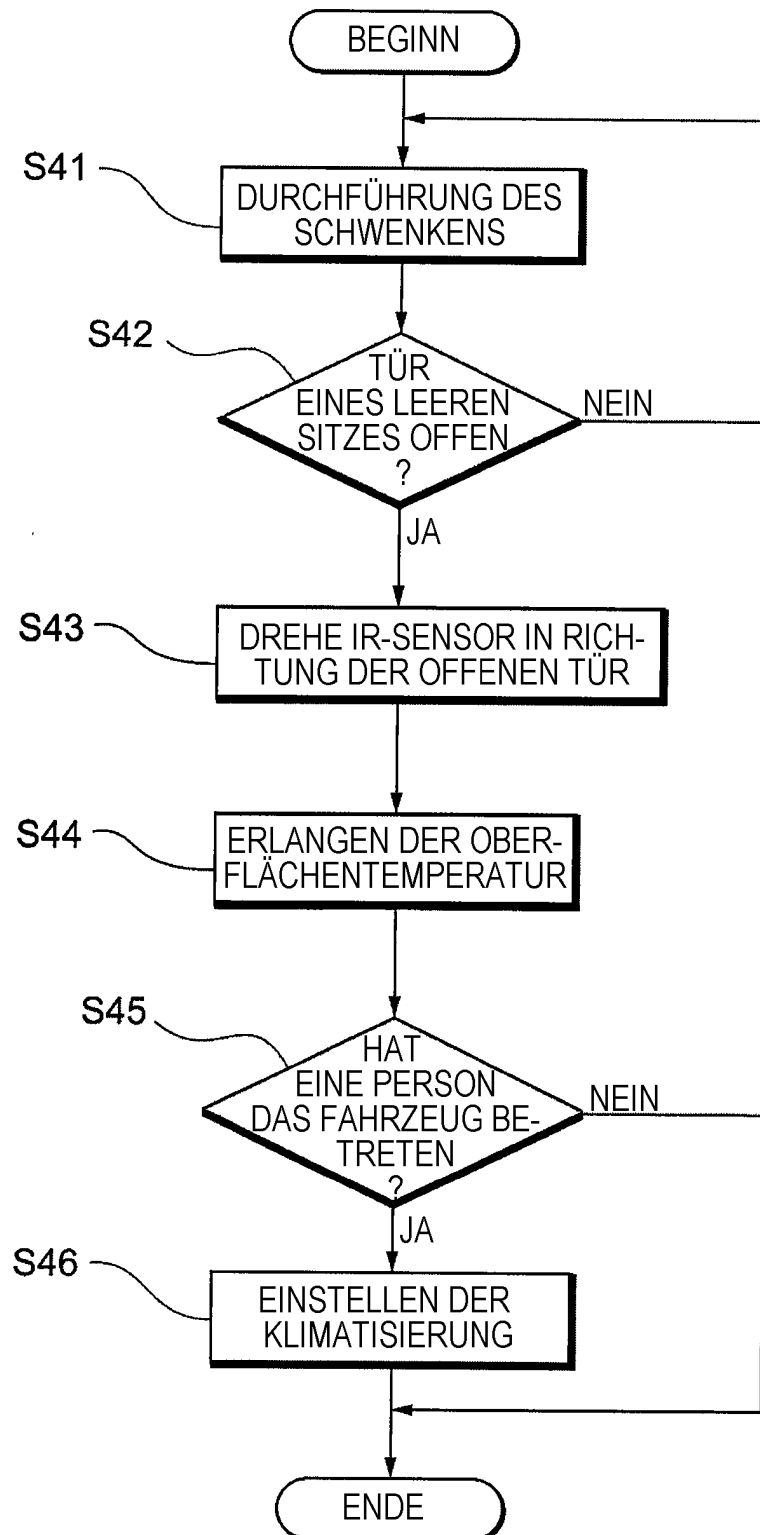 BEGINN
S41
DURCHFÜHRUNG DES
SCHWENKENS
S42
TÜR
EINES LEEREN
SITZES OFFEN
?
NEIN
JA
S43
DREHE IR-SENSOR IN RICH-
TUNG DER OFFENEN TÜR
S44
ERLANGEN DER OBER-
FLÄCHENTEMPERATUR
S45
HAT
EINE PERSON
DAS FAHRZEUG BE-
TRETEN
?
NEIN
JA
S46
EINSTELLEN DER
KLIMATISIERUNG
ENDE